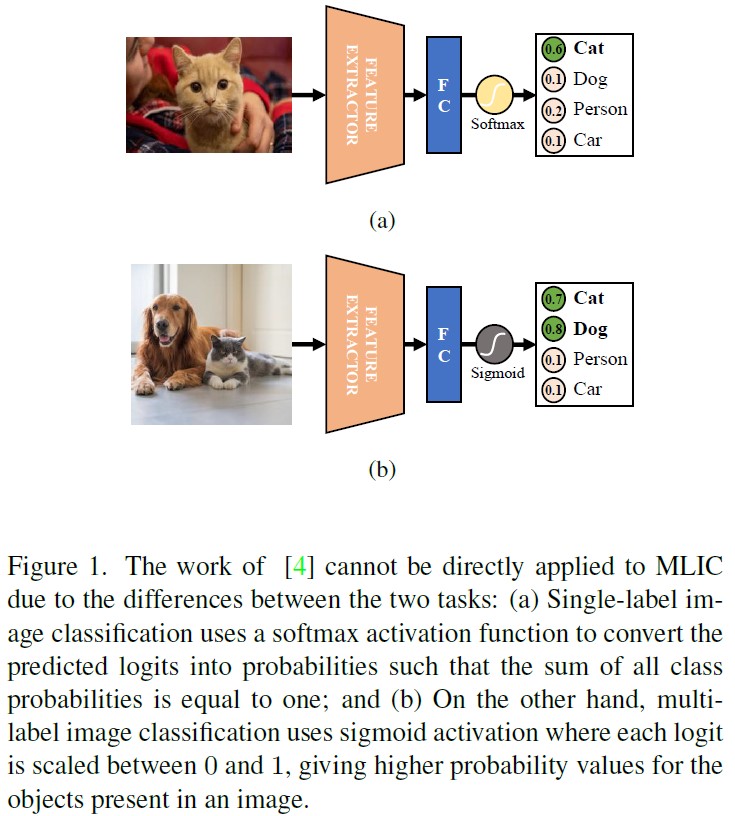 FEATURE
EXTRACTOR
F
C
Softmax
0.6 Cat
0.1 Dog
0.2 Person
0.1 Car
(a)
FEATURE
EXTRACTOR
F
C
Sigmoid
0.7 Cat
0.8 Dog
0.1 Person
0.1 Car
(b)
Figure 1. The work of [4] cannot be directly applied to MLIC
due to the differences between the two tasks: (a) Single-label im-
age classification uses a softmax activation function to convert the
predicted logits into probabilities such that the sum of all class
probabilities is equal to one; and (b) On the other hand, multi-
label image classification uses sigmoid activation where each logit
is scaled between 0 and 1, giving higher probability values for the
objects present in an image.